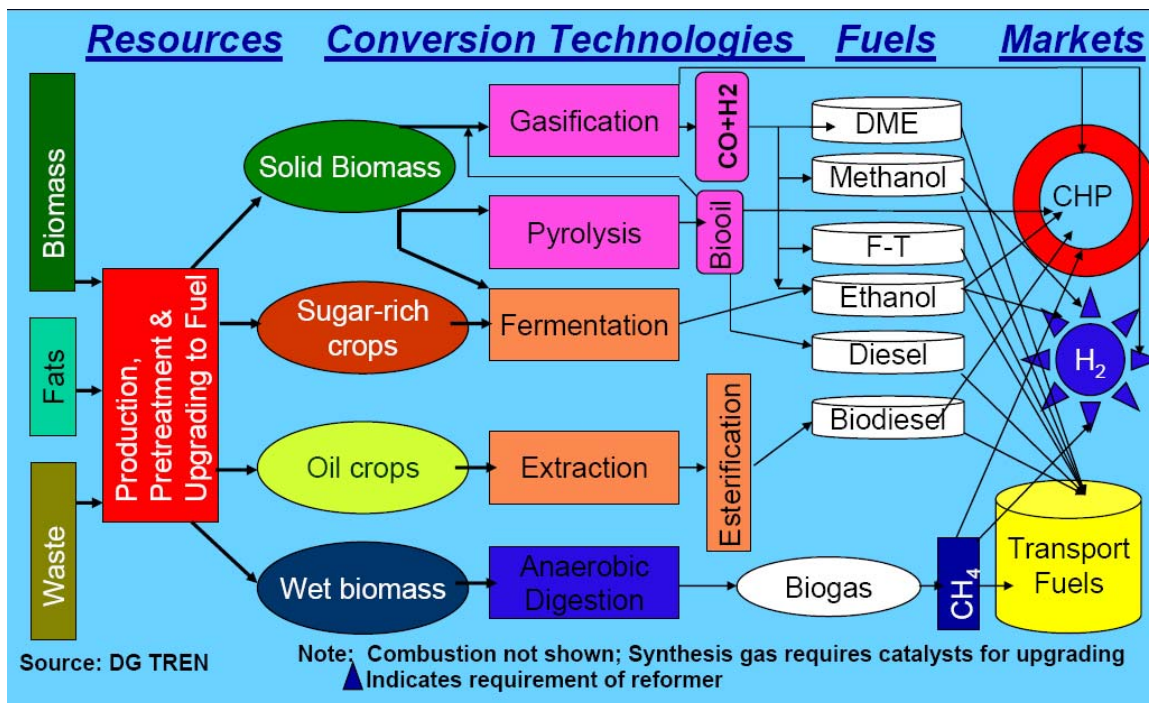 Resources
Conversion Technologies
Fuels
Markets
Biomass
Fats
Waste
Production,
Pretreatment &
Upgrading to Fuel
Solid Biomass
Sugar-rich
crops
Oil crops
Wet biomass
Gasification
Pyrolysis
Fermentation
Extraction
Anaerobic
Digestion
CO+H2
Biooil
Esterification
Biogas
DME
Methanol
F-T
Ethanol
Diesel
Biodiesel
CH₄
CHP
H₂
Transport
Fuels
Source: DG TREN
Note: Combustion not shown; Synthesis gas requires catalysts for upgrading
Indicates requirement of reformer